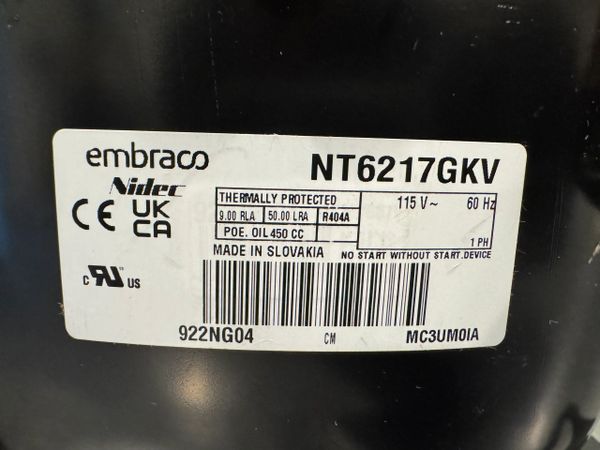 embraco
NT6217GKV
Nidec
THERMALLY PROTECTED
9.00 RLA 50.00 LRA R404A
POE. OIL 450 CC
115 V~ 60 Hz
1 PH
CE UK CA
MADE IN SLOVAKIA
NO START WITHOUT START.DEVICE
c RU US
922NG04
CM
MC3UM0IA